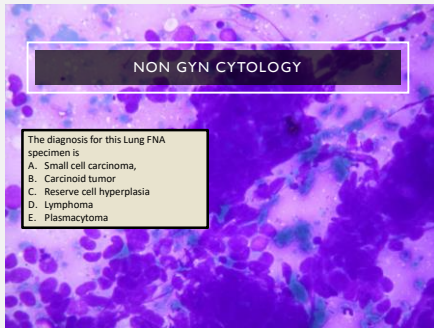 NON GYN CYTOLOGY
The diagnosis for this Lung FNA
specimen is
A. Small cell carcinoma,
B. Carcinoid tumor
C. Reserve cell hyperplasia
D. Lymphoma
E. Plasmacytoma